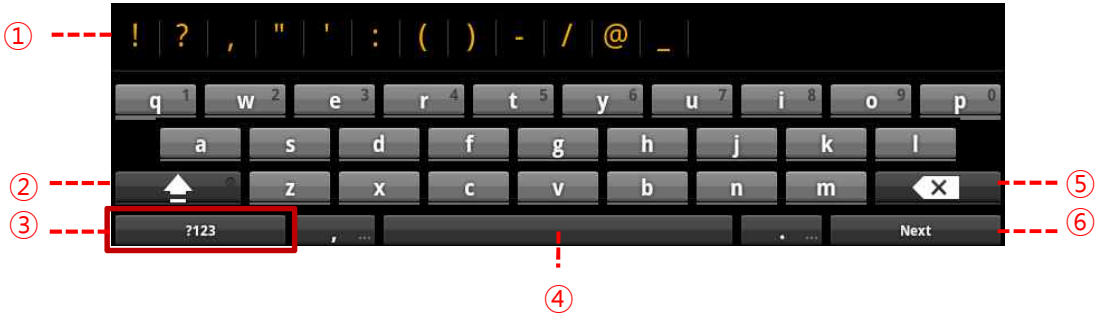 ① ! ? , " ' : ( ) - / @ _
q 1 w 2 e 3 r 4 t 5 y 6 u 7 i 8 o 9 p 0
a s d f g h j k l
② z x c v b n m ⑤
③ ?123 , ... . ... Next ⑥
④